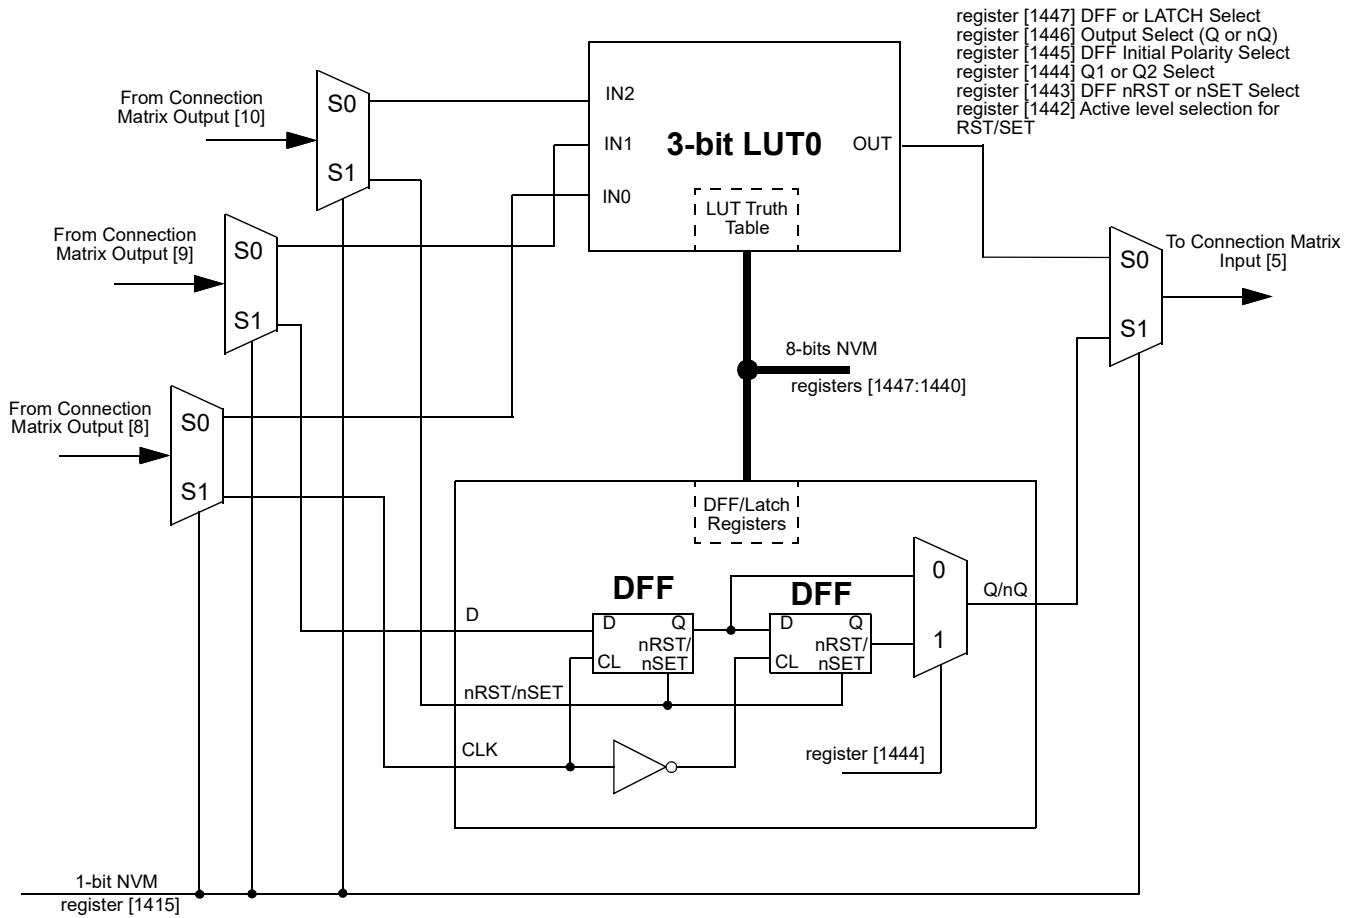 register [1447] DFF or LATCH Select
register [1446] Output Select (Q or nQ)
register [1445] DFF Initial Polarity Select
register [1444] Q1 or Q2 Select
register [1443] DFF nRST or nSET Select
register [1442] Active level selection for
RST/SET
From Connection
Matrix Output [10]
S0
S1
IN2
IN1
IN0
3-bit LUT0
OUT
LUT Truth
Table
From Connection
Matrix Output [9]
S0
S1
To Connection Matrix
Input [5]
S0
S1
8-bits NVM
registers [1447:1440]
From Connection
Matrix Output [8]
S0
S1
DFF/Latch
Registers
DFF
DFF
0
1
Q/nQ
D
D
Q
nRST/
nSET
CL
D
Q
nRST/
nSET
CL
nRST/nSET
CLK
register [1444]
1-bit NVM
register [1415]